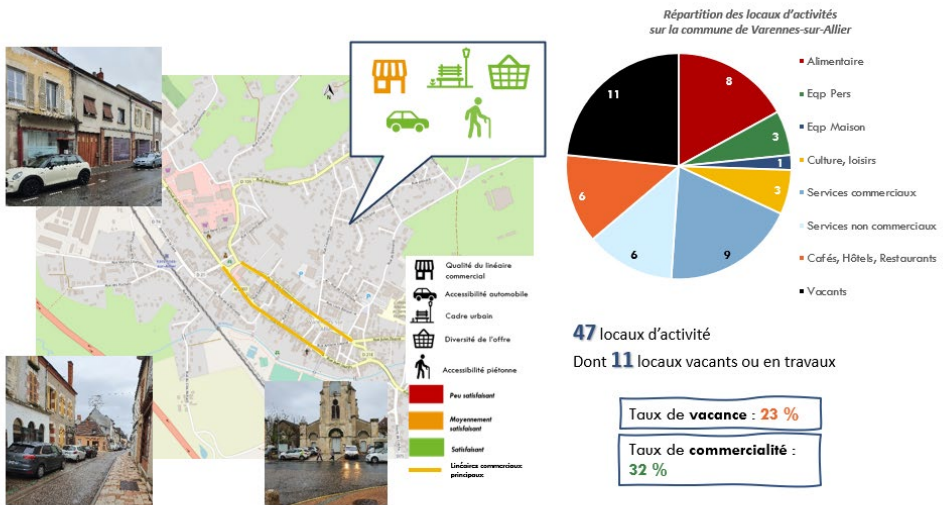 Répartition des locaux d'activités
sur la commune de Varennes-sur-Allier
8
3
1
3
9
6
6
11
Alimentaire
Eqp Pers
Eqp Maison
Culture, loisirs
Services commerciaux
Services non commerciaux
Cafés, Hôtels, Restaurants
Vacants
Qualité du linéaire
commercial
Accessibilité automobile
Cadre urbain
Diversité de l'offre
Accessibilité piétonne
Peu satisfaisant
Moyennement
satisfaisant
Satisfaisant
Linéaires commerciaux
principaux
47 locaux d'activité
Dont 11 locaux vacants ou en travaux
Taux de vacance : 23 %
Taux de commercialité :
32 %